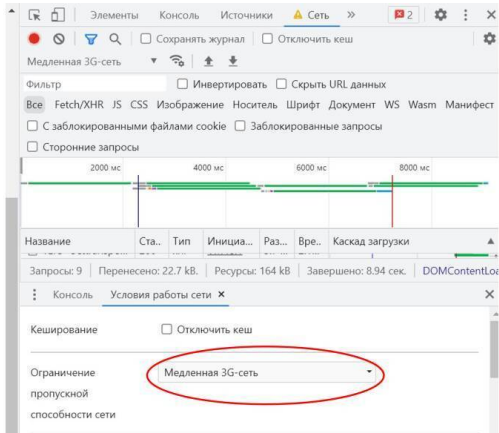 Элементы Консоль Источники Сеть » 2
Сохранять журнал Отключить кеш
Медленная 3G-сеть
Фильтр Инвертировать Скрыть URL данных
Все Fetch/XHR JS CSS Изображение Носитель Шрифт Документ WS Wasm Манифест
С заблокированными файлами cookie Заблокированные запросы
Сторонние запросы
2000 мс 4000 мс 6000 мс 8000 мс
Название Ста... Тип Инициа... Раз... Вре.. Каскад загрузки
Запросы: 9 Перенесено: 22.7 kB. Ресурсы: 164 kB Завершено: 8.94 сек. DOMContentLoa
Консоль Условия работы сети ×
Кеширование Отключить кеш
Ограничение Медленная 3G-сеть
пропускной
способности сети